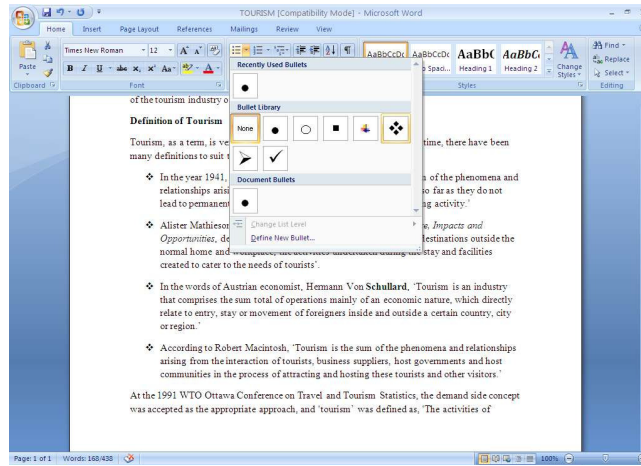 TOURISM [Compatibility Mode] - Microsoft Word
Home Insert Page Layout References Mailings Review View
Paste
Times New Roman 12
B I U abc x, x² Aa A
AaBbCcDc AaBbCcDc AaBb( AaBbC
Spaci... Heading 1 Heading 2
Change Styles
Find
Replace
Select
Clipboard Font Styles Editing
Recently Used Bullets
Bullet Library
None
Document Bullets
Change List Level
Define New Bullet...
of the tourism industry o
Definition of Tourism
Tourism, as a term, is ve time, there have been
many definitions to suit t
❖ In the year 1941, of the phenomena and
relationships arisi so far as they do not
lead to permanent ng activity.’
❖ Alister Mathieson Impacts and
Opportunities, de destinations outside the
normal home and workplace, the activities undertaken during the stay and facilities
created to cater to the needs of tourists’.
❖ In the words of Austrian economist, Hermann Von Schullard, ‘Tourism is an industry
that comprises the sum total of operations mainly of an economic nature, which directly
relate to entry, stay or movement of foreigners inside and outside a certain country, city
or region.’
❖ According to Robert Macintosh, ‘Tourism is the sum of the phenomena and relationships
arising from the interaction of tourists, business suppliers, host governments and host
communities in the process of attracting and hosting these tourists and other visitors.’
At the 1991 WTO Ottawa Conference on Travel and Tourism Statistics, the demand side concept
was accepted as the appropriate approach, and ‘tourism’ was defined as, ‘The activities of
Page: 1 of 1 Words: 168/438 100%